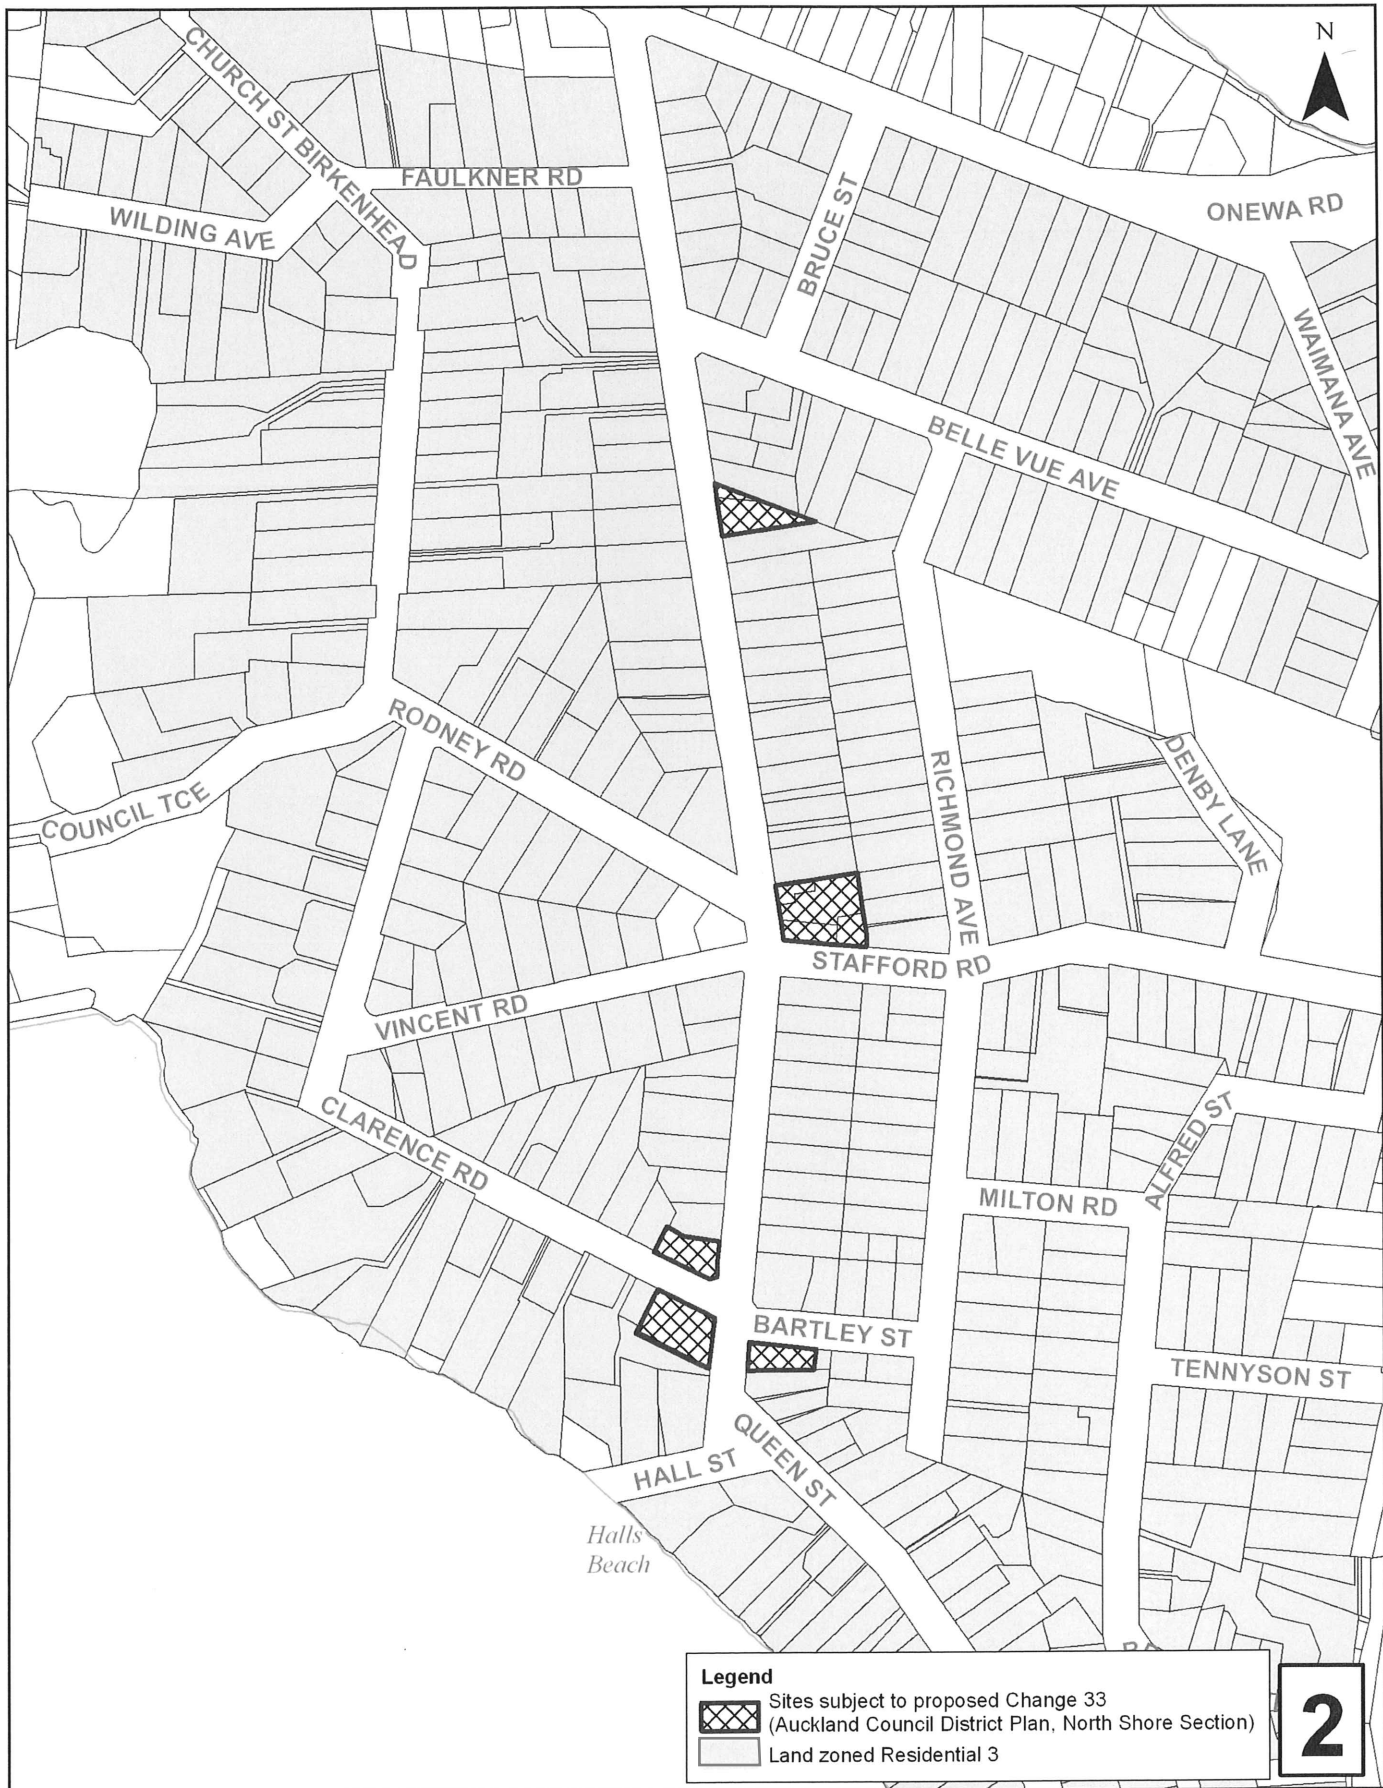 N
CHURCH ST BIRKENHEAD
FAULKNER RD
WILDING AVE
BRUCE ST
ONEWA RD
WAIMANA AVE
BELLE VUE AVE
RODNEY RD
COUNCIL TCE
RICHMOND AVE
DENBY LANE
STAFFORD RD
VINCENT RD
CLARENCE RD
ALFRED ST
MILTON RD
BARTLEY ST
TENNYSON ST
QUEEN ST
HALL ST
Halls
Beach
Legend
Sites subject to proposed Change 33
(Auckland Council District Plan, North Shore Section)
Land zoned Residential 3
2